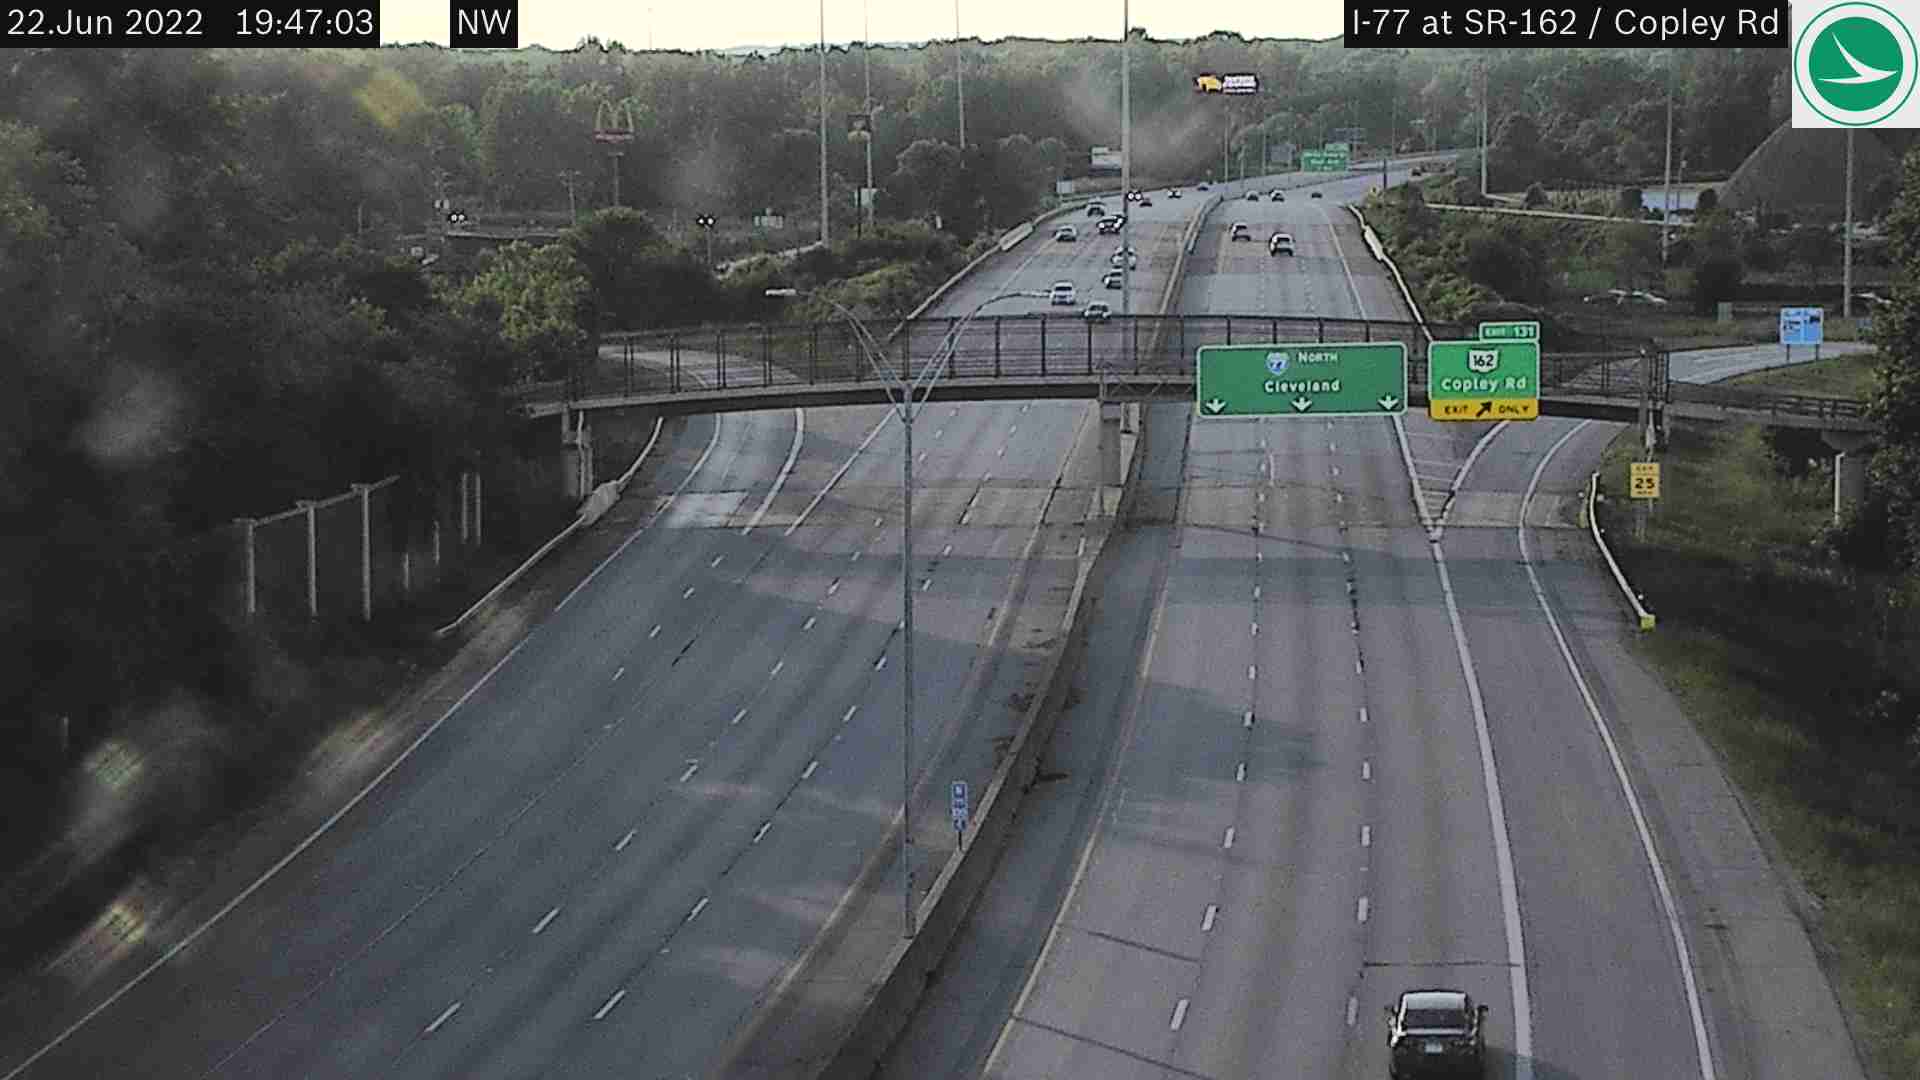 22.Jun 2022 19:47:03
NW
I-77 at SR-162 / Copley Rd
EXIT 131
77 NORTH
Cleveland
162
Copley Rd
EXIT ONLY
25